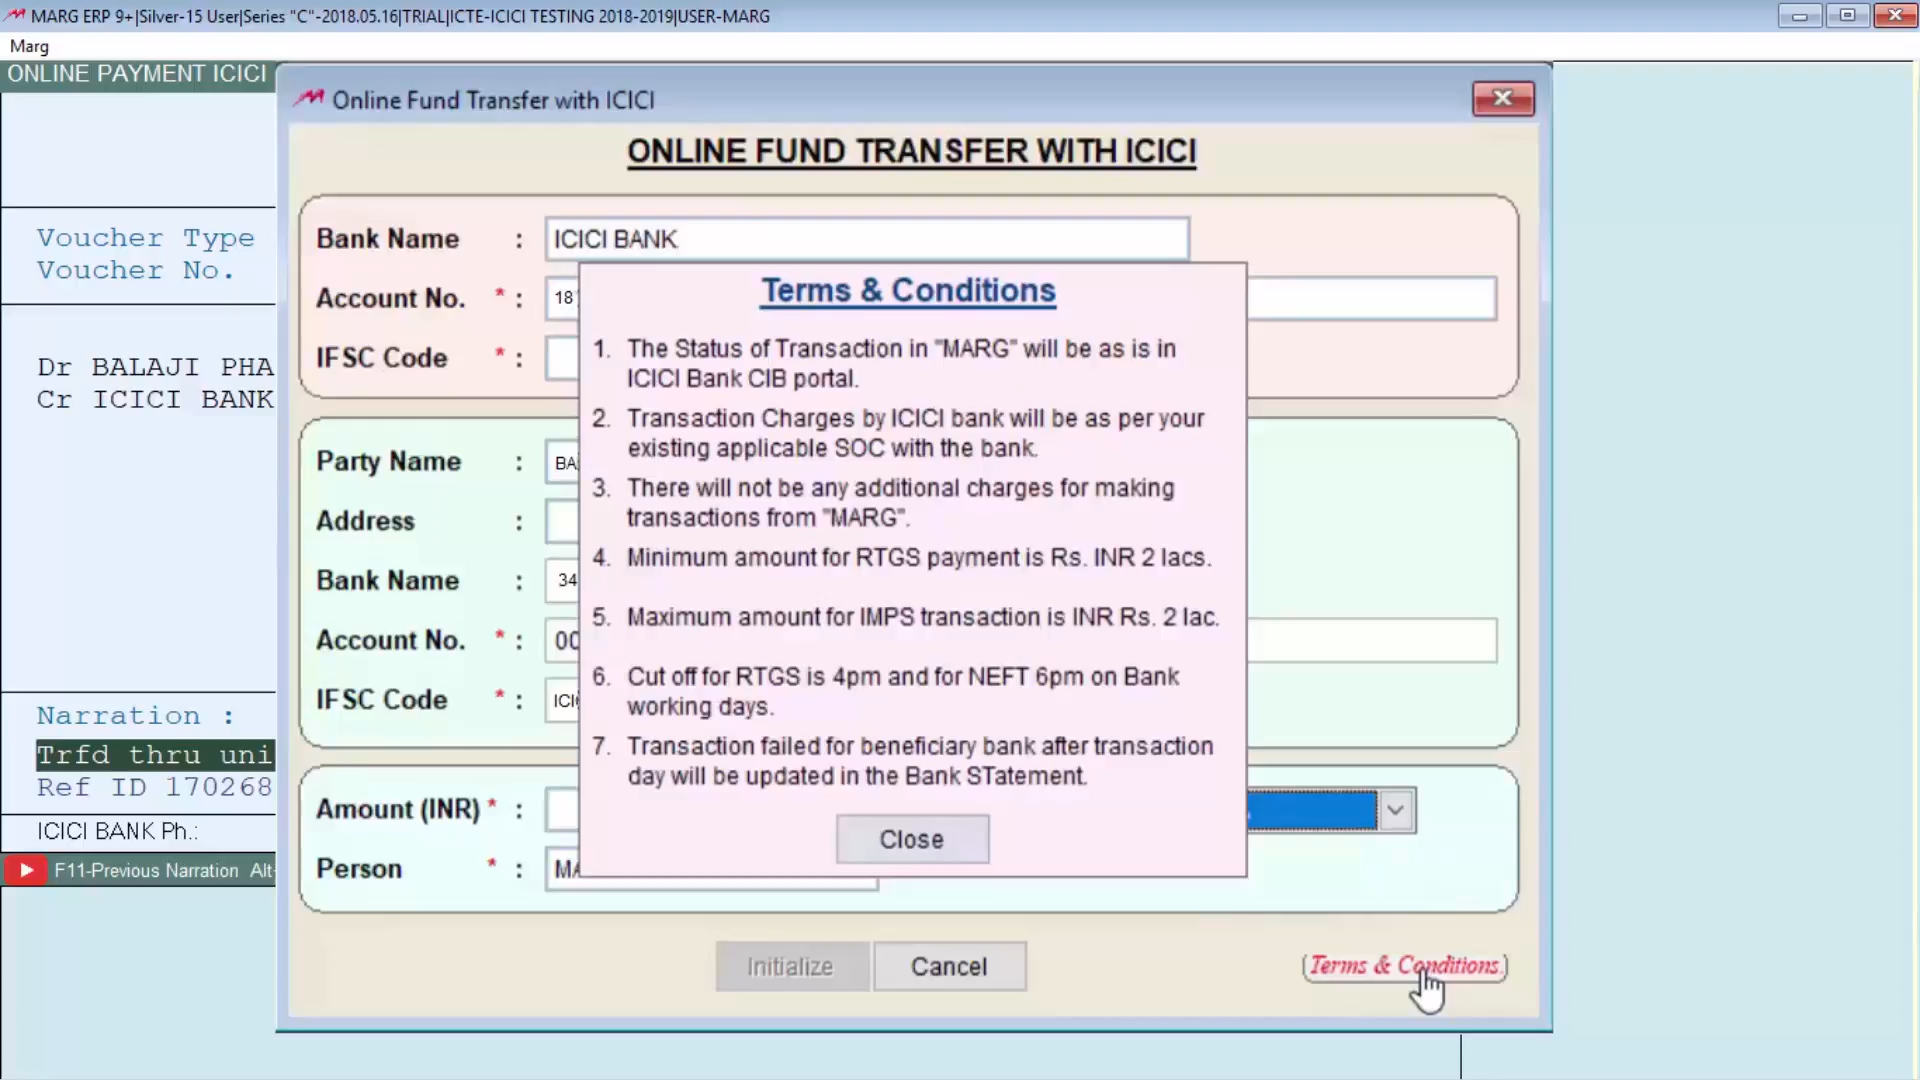 MARG ERP 9+|Silver-15 User|Series "C"-2018.05.16|TRIAL|ICTE-ICICI TESTING 2018-2019|USER-MARG
Marg
ONLINE PAYMENT ICICI
Online Fund Transfer with ICICI
ONLINE FUND TRANSFER WITH ICICI
Voucher Type
Voucher No.
Dr BALAJI PHA
Cr ICICI BANK
Narration :
Trfd thru uni
Ref ID 170268
ICICI BANK Ph.:
F11-Previous Narration Alt-
Bank Name : ICICI BANK
Account No. * : 18
IFSC Code * :
Party Name : BA
Address :
Bank Name : 34
Account No. * : 00
IFSC Code * : ICI
Amount (INR) * :
Person * : MA
Terms & Conditions
1. The Status of Transaction in "MARG" will be as is in
ICICI Bank CIB portal.
2. Transaction Charges by ICICI bank will be as per your
existing applicable SOC with the bank.
3. There will not be any additional charges for making
transactions from "MARG".
4. Minimum amount for RTGS payment is Rs. INR 2 lacs.
5. Maximum amount for IMPS transaction is INR Rs. 2 lac.
6. Cut off for RTGS is 4pm and for NEFT 6pm on Bank
working days.
7. Transaction failed for beneficiary bank after transaction
day will be updated in the Bank STatement.
Close
Initialize Cancel
(Terms & Conditions.)